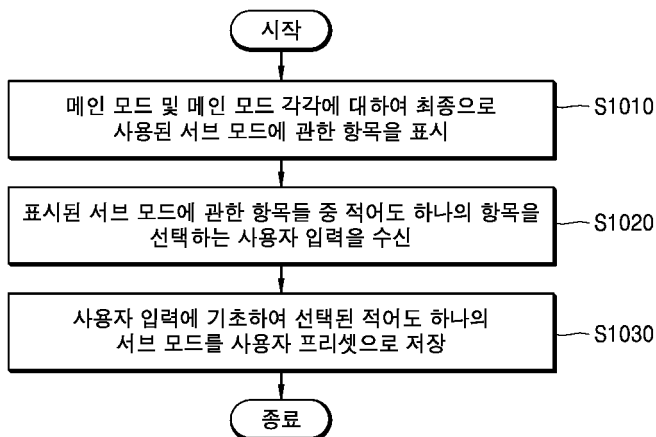 시작
메인 모드 및 메인 모드 각각에 대하여 최종으로
사용된 서브 모드에 관한 항목을 표시
S1010
표시된 서브 모드에 관한 항목들 중 적어도 하나의 항목을
선택하는 사용자 입력을 수신
S1020
사용자 입력에 기초하여 선택된 적어도 하나의
서브 모드를 사용자 프리셋으로 저장
S1030
종료